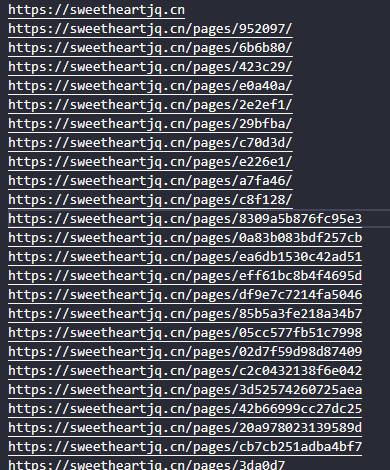 https://sweetheartjq.cn
https://sweetheartjq.cn/pages/952097/
https://sweetheartjq.cn/pages/6b6b80/
https://sweetheartjq.cn/pages/423c29/
https://sweetheartjq.cn/pages/e0a40a/
https://sweetheartjq.cn/pages/2e2ef1/
https://sweetheartjq.cn/pages/29bfba/
https://sweetheartjq.cn/pages/c70d3d/
https://sweetheartjq.cn/pages/e226e1/
https://sweetheartjq.cn/pages/a7fa46/
https://sweetheartjq.cn/pages/c8f128/
https://sweetheartjq.cn/pages/8309a5b876fc95e3
https://sweetheartjq.cn/pages/0a83b083bdf257cb
https://sweetheartjq.cn/pages/ea6db1530c42ad51
https://sweetheartjq.cn/pages/eff61bc8b4f4695d
https://sweetheartjq.cn/pages/df9e7c7214fa5046
https://sweetheartjq.cn/pages/85b5a3fe218a34b7
https://sweetheartjq.cn/pages/05cc577fb51c7998
https://sweetheartjq.cn/pages/02d7f59d98d87409
https://sweetheartjq.cn/pages/c2c0432138f6e042
https://sweetheartjq.cn/pages/3d52574260725aea
https://sweetheartjq.cn/pages/42b66999cc27dc25
https://sweetheartjq.cn/pages/20a978023139589d
https://sweetheartjq.cn/pages/cb7cb251adba4bf7
https://sweetheartjq.cn/pages/3da0d7